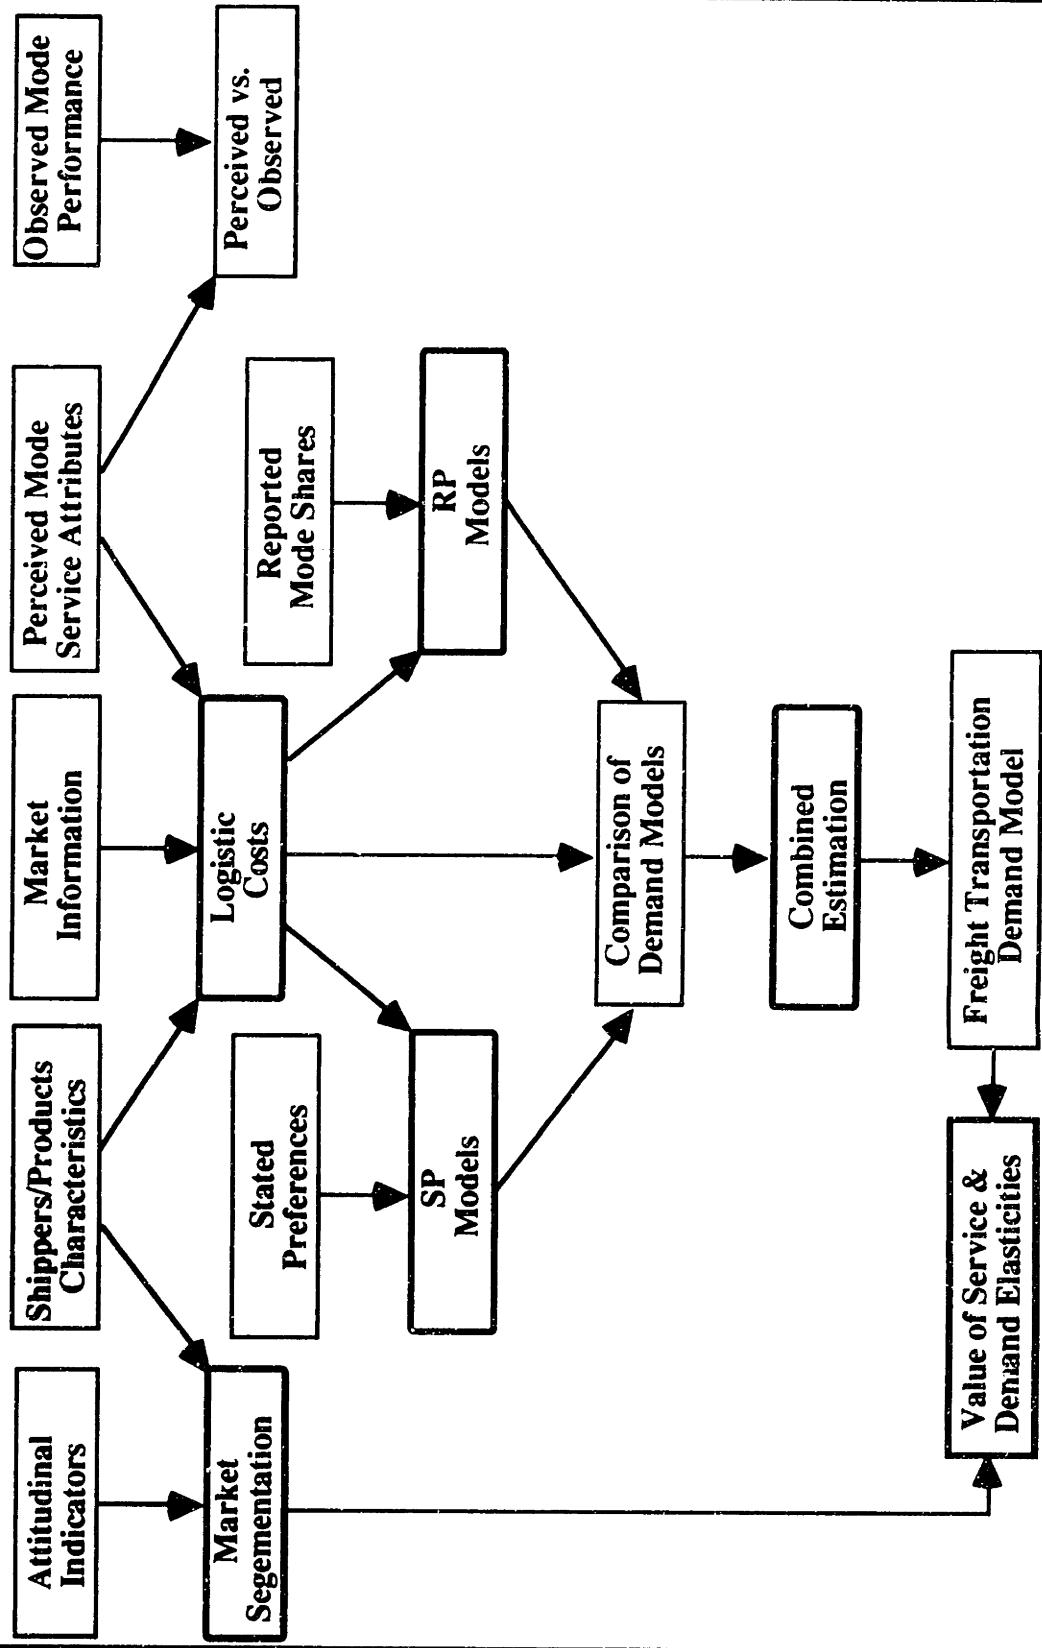 Attitudinal
Indicators
Shippers/Products
Characteristics
Market
Information
Perceived Mode
Service Attributes
Observed Mode
Performance
Market
Segementation
Logistic
Costs
Perceived vs.
Observed
Stated
Preferences
Reported
Mode Shares
SP
Models
RP
Models
Comparison of
Demand Models
Combined
Estimation
Value of Service &
Demand Elasticities
Freight Transportation
Demand Model